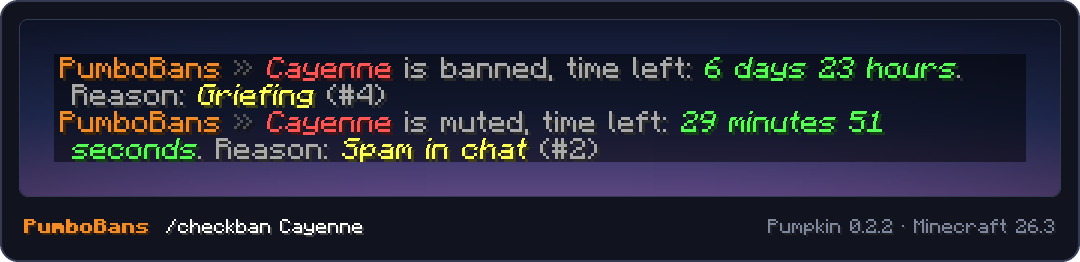 PumboBans » Cayenne is banned, time left: 6 days 23 hours.
Reason: Griefing (#4)
PumboBans » Cayenne is muted, time left: 29 minutes 51
seconds. Reason: Spam in chat (#2)
PumboBans /checkban Cayenne
Pumpkin 0.2.2 · Minecraft 26.3